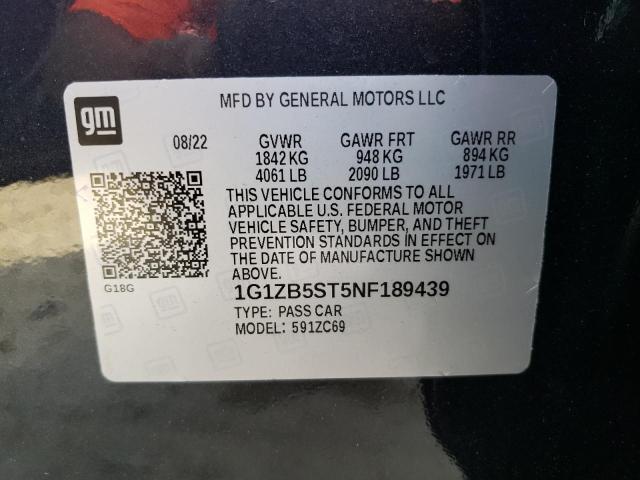 gm
MFD BY GENERAL MOTORS LLC
08/22 GVWR GAWR FRT GAWR RR
1842 KG 948 KG 894 KG
4061 LB 2090 LB 1971 LB
THIS VEHICLE CONFORMS TO ALL
APPLICABLE U.S. FEDERAL MOTOR
VEHICLE SAFETY, BUMPER, AND THEFT
PREVENTION STANDARDS IN EFFECT ON
THE DATE OF MANUFACTURE SHOWN
ABOVE.
G18G
1G1ZB5ST5NF189439
TYPE: PASS CAR
MODEL: 591ZC69